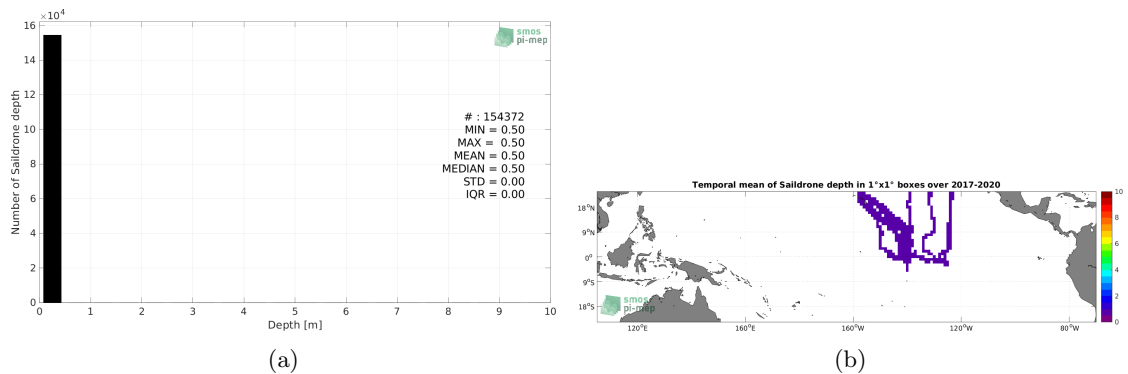 ×10⁴
16
14
12
10
8
6
4
2
0
Number of Saildrone depth
0 1 2 3 4 5 6 7 8 9 10
Depth [m]
smos
pi-mep
# : 154372
MIN = 0.50
MAX = 0.50
MEAN = 0.50
MEDIAN = 0.50
STD = 0.00
IQR = 0.00
(a)
Temporal mean of Saildrone depth in 1°x1° boxes over 2017-2020
18°N
9°N
0°
9°S
18°S
smos
pi-mep
120°E 160°E 160°W 120°W 80°W
10
8
6
4
2
0
(b)